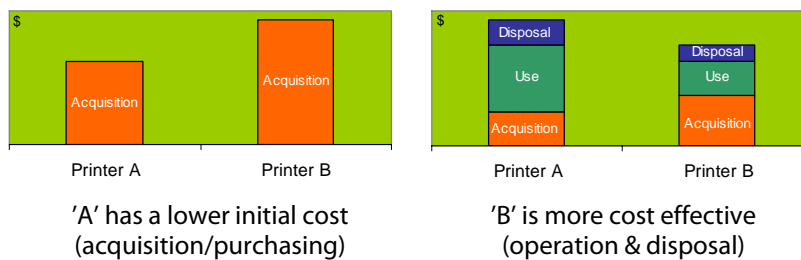 $
Acquisition
Acquisition
Printer A
Printer B
'A' has a lower initial cost
(acquisition/purchasing)
$
Disposal
Use
Acquisition
Disposal
Use
Acquisition
Printer A
Printer B
'B' is more cost effective
(operation & disposal)